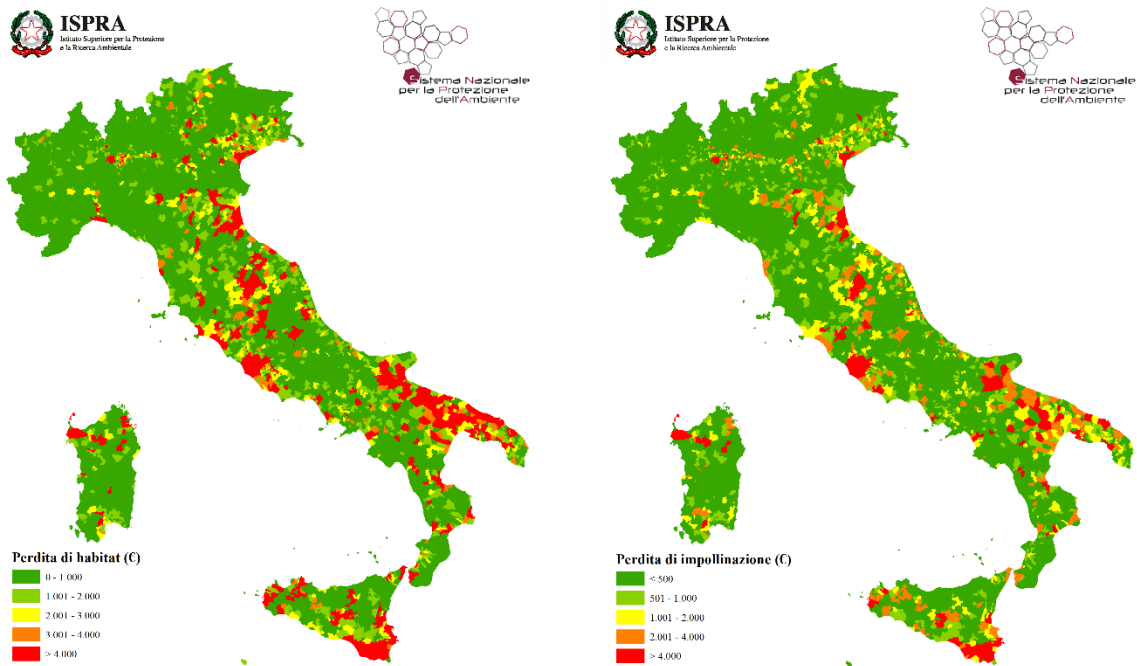 ISPRA
Istituto Superiore per la Protezione
e la Ricerca Ambientale
Sistema Nazionale
per la Protezione
dell'Ambiente
Perdita di habitat (€)
0 - 1.000
1.001 - 2.000
2.001 - 3.000
3.001 - 4.000
> 4.000
ISPRA
Istituto Superiore per la Protezione
e la Ricerca Ambientale
Sistema Nazionale
per la Protezione
dell'Ambiente
Perdita di impollinazione (€)
< 500
501 - 1.000
1.001 - 2.000
2.001 - 4.000
> 4.000